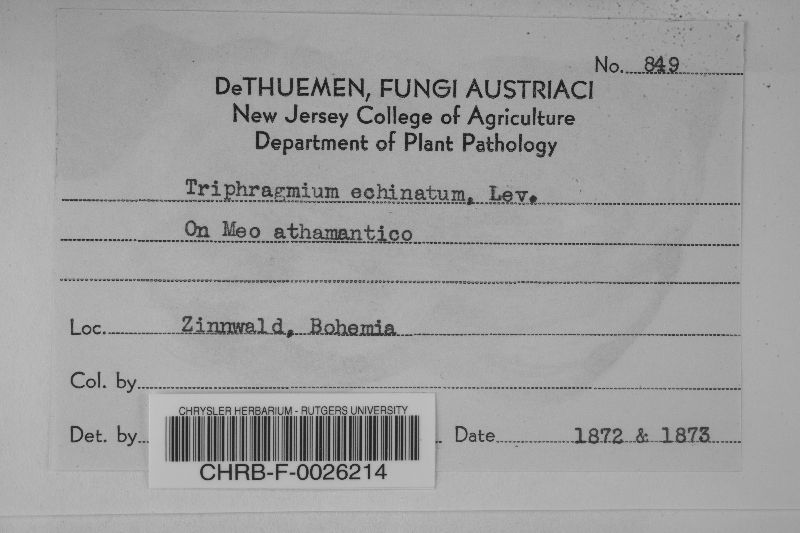 No. 849
DeTHUEMEN, FUNGI AUSTRIACI
New Jersey College of Agriculture
Department of Plant Pathology
Triphragmium echinatum, Lev.
On Meo athamantico
Loc. Zinnwald, Bohemia
Col. by
Det. by
Date 1872 & 1873
CHRYSLER HERBARIUM - RUTGERS UNIVERSITY
CHRB-F-0026214